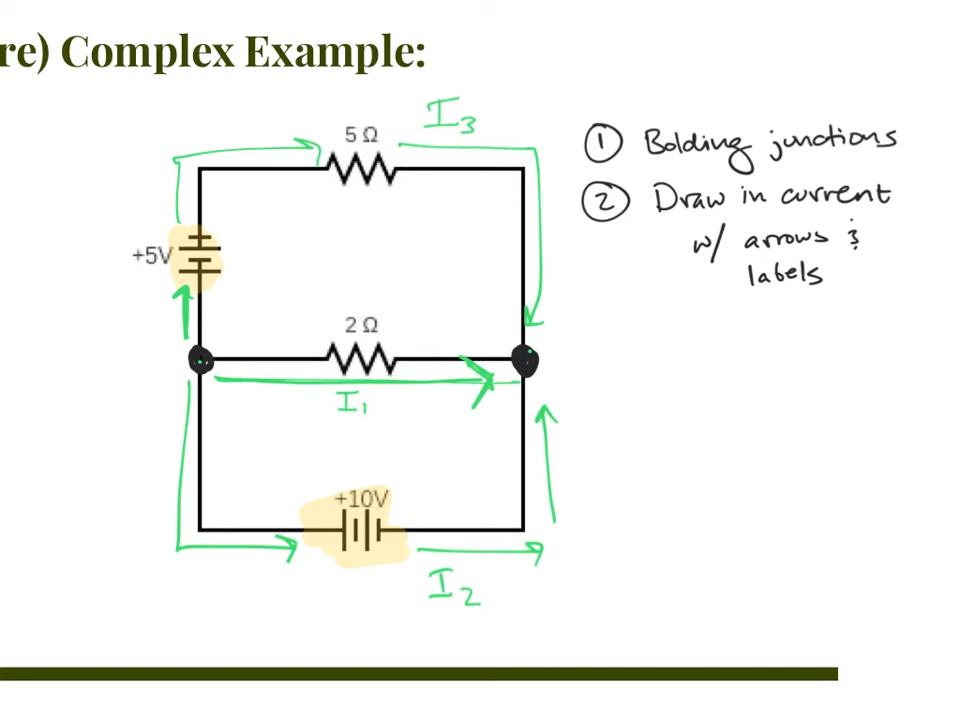 re) Complex Example:
I3
5 Ω
① Bolding junctions
② Draw in current
w/ arrows &
labels
+5V
2 Ω
I1
+10V
I2